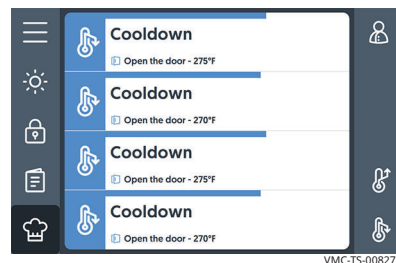 Cooldown
Open the door - 275°F
Cooldown
Open the door - 270°F
Cooldown
Open the door - 275°F
Cooldown
Open the door - 270°F
VMC-TS-00827